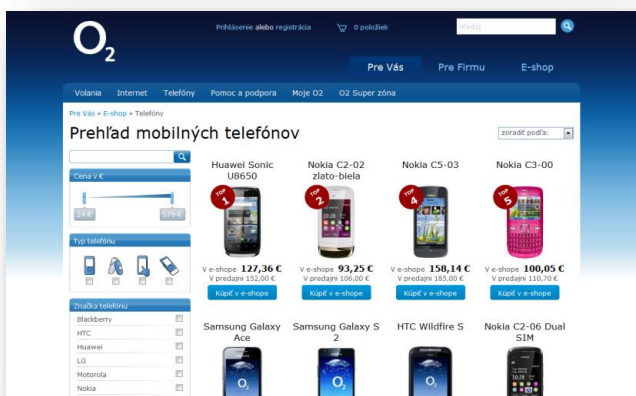 O2
Prihlásenie alebo registrácia
0 položiek
Hľadaj
Pre Vás Pre Firmu E-shop
Volania Internet Telefóny Pomoc a podpora Moje O2 O2 Super zóna
Pre Vás » E-shop » Telefóny
Prehľad mobilných telefónov
zoradiť podľa:
Cena v €
24 € 579 €
Typ telefónu
Značka telefónu
Blackberry
HTC
Huawei
LG
Motorola
Nokia
Huawei Sonic U8650
TOP 1
V e-shope 127,36 €
V predajni 152,00 €
Kúpiť v e-shope
Nokia C2-02 zlato-biela
TOP 2
V e-shope 93,25 €
V predajni 106,00 €
Kúpiť v e-shope
Nokia C5-03
TOP 4
V e-shope 158,14 €
V predajni 185,00 €
Kúpiť v e-shope
Nokia C3-00
TOP 5
V e-shope 100,05 €
V predajni 110,70 €
Kúpiť v e-shope
Samsung Galaxy Ace
O2
Samsung Galaxy S 2
O2
HTC Wildfire S
O2
Nokia C2-06 Dual SIM